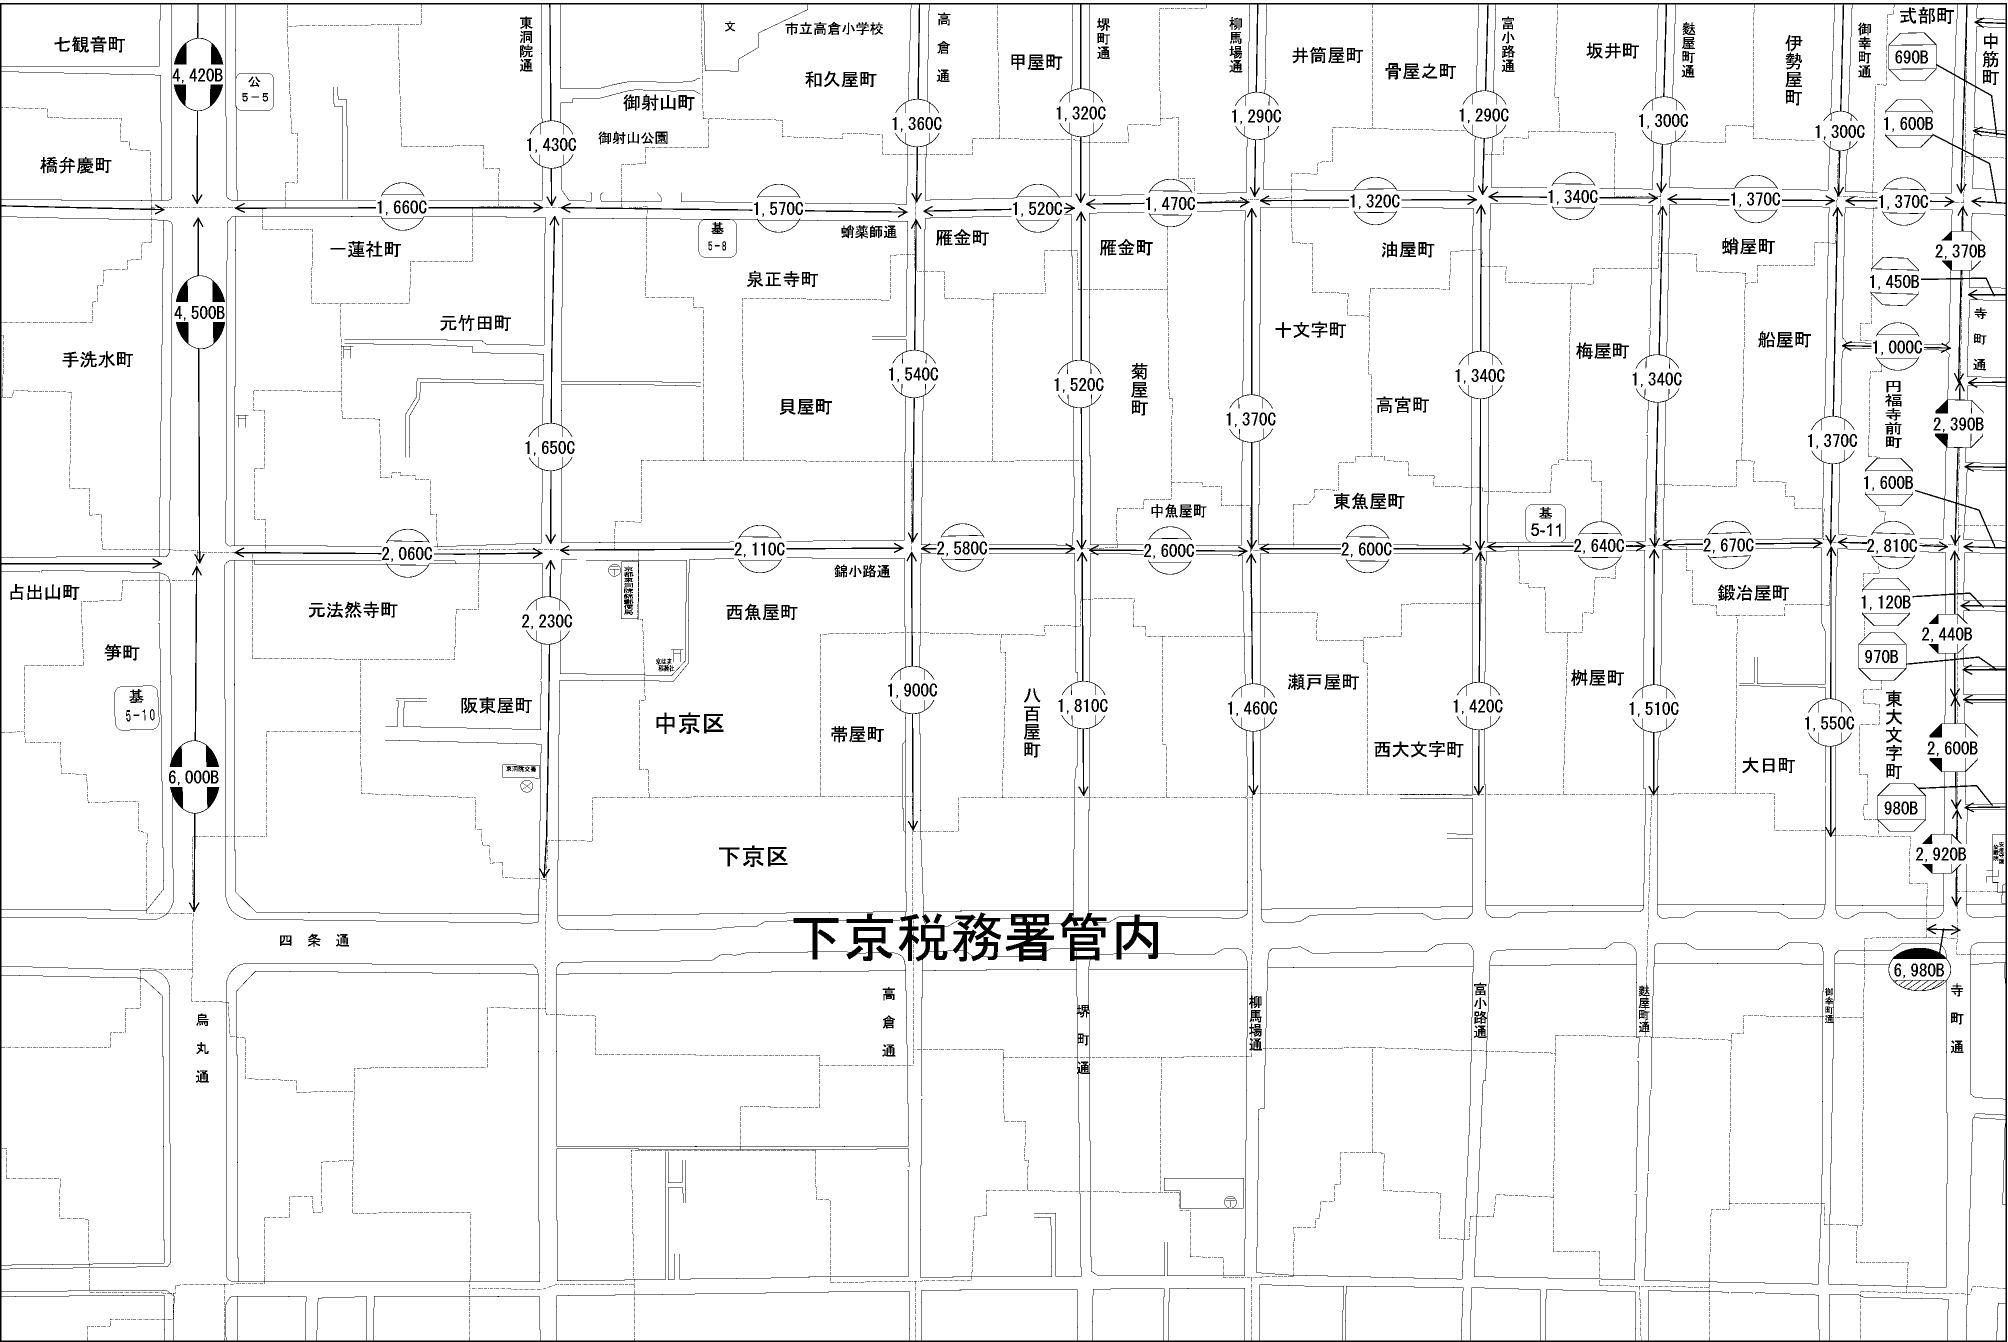 七観音町
4,420B
公
5-5
東洞院通
文
市立高倉小学校
高倉通
和久屋町
甲屋町
堺町通
柳馬場通
井筒屋町
骨屋之町
富小路通
坂井町
麩屋町通
伊勢屋町
御幸町通
式部町
690B
中筋町
橋弁慶町
御射山町
御射山公園
1,430C
1,360C
1,320C
1,290C
1,290C
1,300C
1,300C
1,600B
1,660C
1,570C
1,520C
1,470C
1,320C
1,340C
1,370C
1,370C
一蓮社町
基
5-8
蛸薬師通
雁金町
雁金町
油屋町
蛸屋町
2,370B
泉正寺町
1,450B
4,500B
元竹田町
十文字町
梅屋町
船屋町
寺町通
1,000C
手洗水町
1,540C
1,520C
菊屋町
1,340C
1,340C
貝屋町
高宮町
円福寺前町
2,390B
1,650C
1,370C
1,370C
1,600B
東魚屋町
中魚屋町
基
5-11
2,060C
2,110C
2,580C
2,600C
2,600C
2,640C
2,670C
2,810C
錦小路通
占出山町
元法然寺町
2,230C
京都東洞院錦郵便局
西魚屋町
鍛冶屋町
1,120B
2,440B
笋町
970B
基
5-10
阪東屋町
中京区
1,900C
八百屋町
1,810C
1,460C
瀬戸屋町
1,420C
桝屋町
1,510C
1,550C
東大文字町
帯屋町
西大文字町
大日町
2,600B
6,000B
東洞院交番
980B
下京区
2,920B
四条通
下京税務署管内
6,980B
烏丸通
高倉通
堺町通
柳馬場通
富小路通
麩屋町通
御幸町通
寺町通